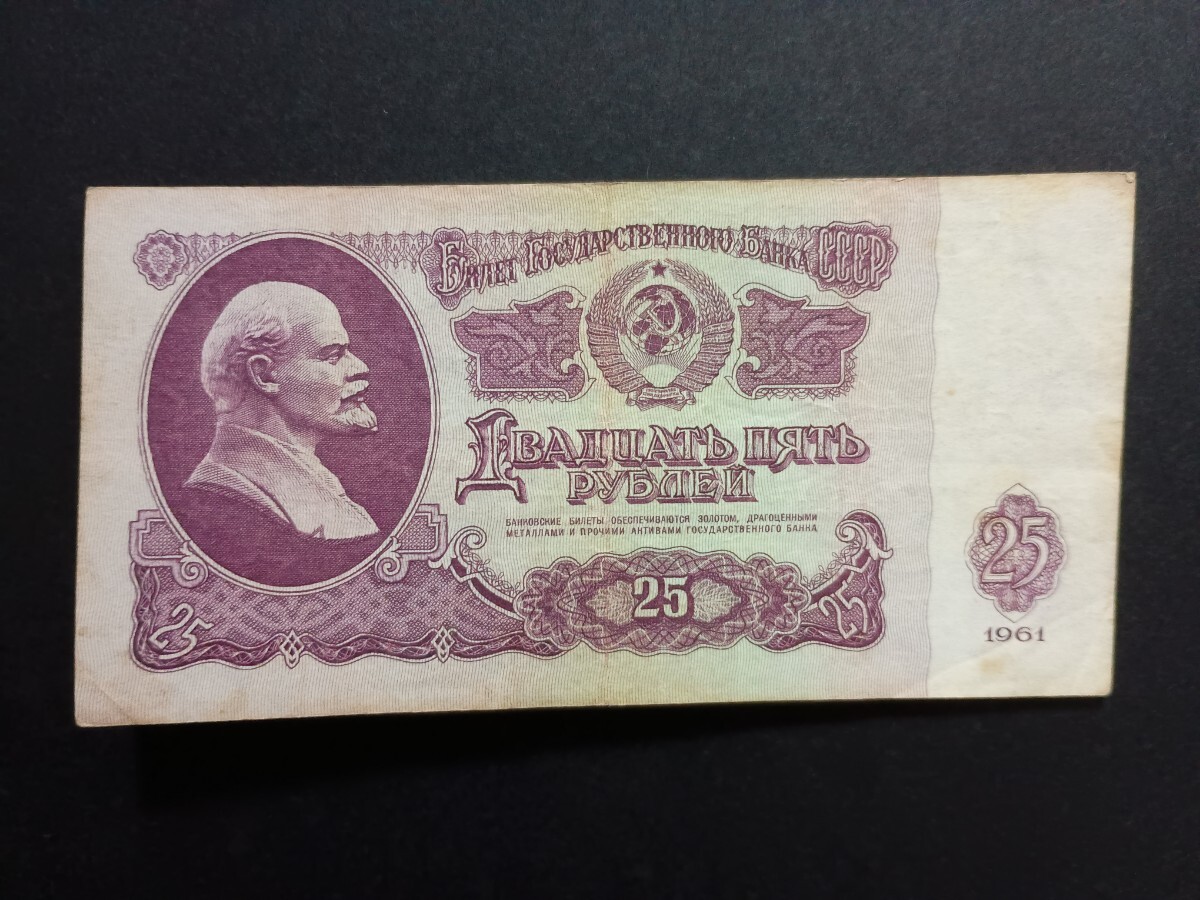 Билет Государственного Банка СССР
Двадцать пять
рублей
БАНКОВСКИЕ БИЛЕТЫ ОБЕСПЕЧИВАЮТСЯ ЗОЛОТОМ, ДРАГОЦЕННЫМИ
МЕТАЛЛАМИ И ПРОЧИМИ АКТИВАМИ ГОСУДАРСТВЕННОГО БАНКА
25
25
25
25
1961